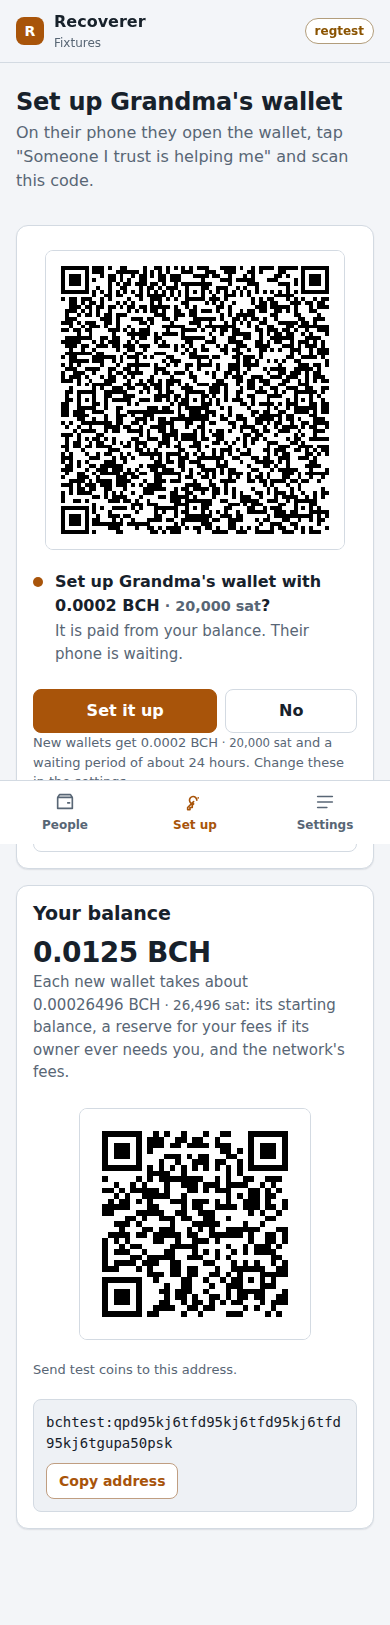 R
Recoverer
Fixtures
regtest
Set up Grandma's wallet
On their phone they open the wallet, tap
"Someone I trust is helping me" and scan
this code.
Set up Grandma's wallet with
0.0002 BCH · 20,000 sat?
It is paid from your balance. Their
phone is waiting.
Set it up
No
New wallets get 0.0002 BCH · 20,000 sat and a
waiting period of about 24 hours. Change these
in the settings.
People
Set up
Settings
Your balance
0.0125 BCH
Each new wallet takes about
0.00026496 BCH · 26,496 sat: its starting
balance, a reserve for your fees if its
owner ever needs you, and the network's
fees.
Send test coins to this address.
bchtest:qpd95kj6tfd95kj6tfd95kj6tfd
95kj6tgupa50psk
Copy address